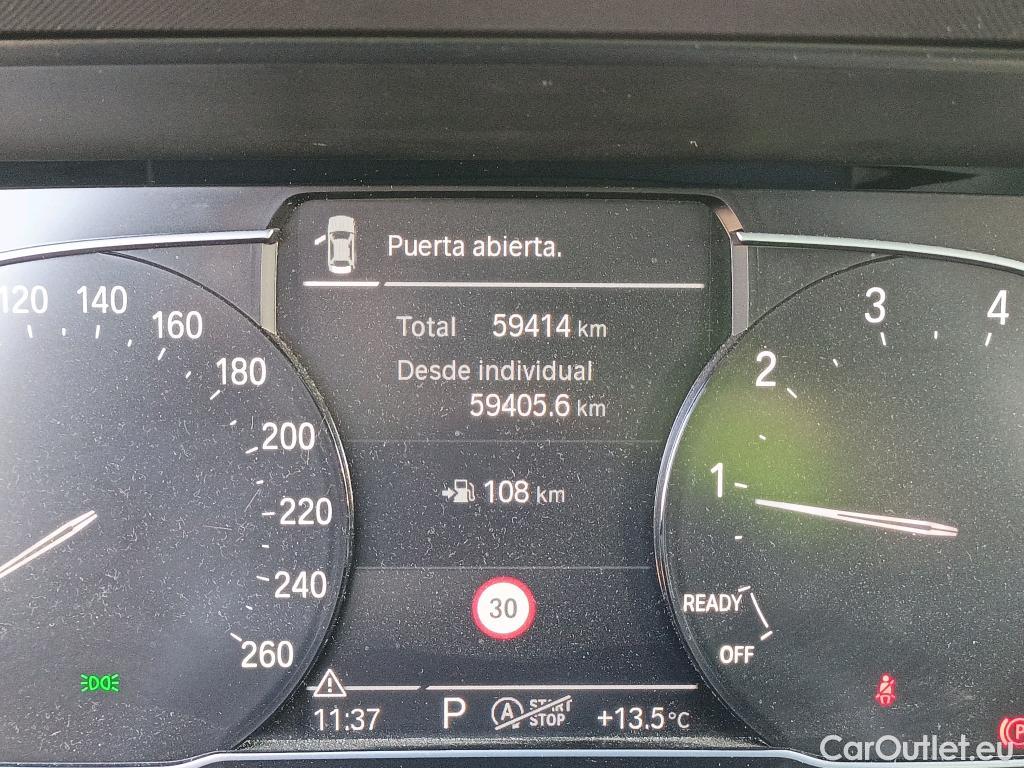 Puerta abierta.
Total 59414 km
Desde individual
59405.6 km
108 km
30
11:37 P A START STOP +13.5°C
120
140
160
180
200
220
240
260
4
3
2
1
READY
OFF
P
CarOutlet.eu